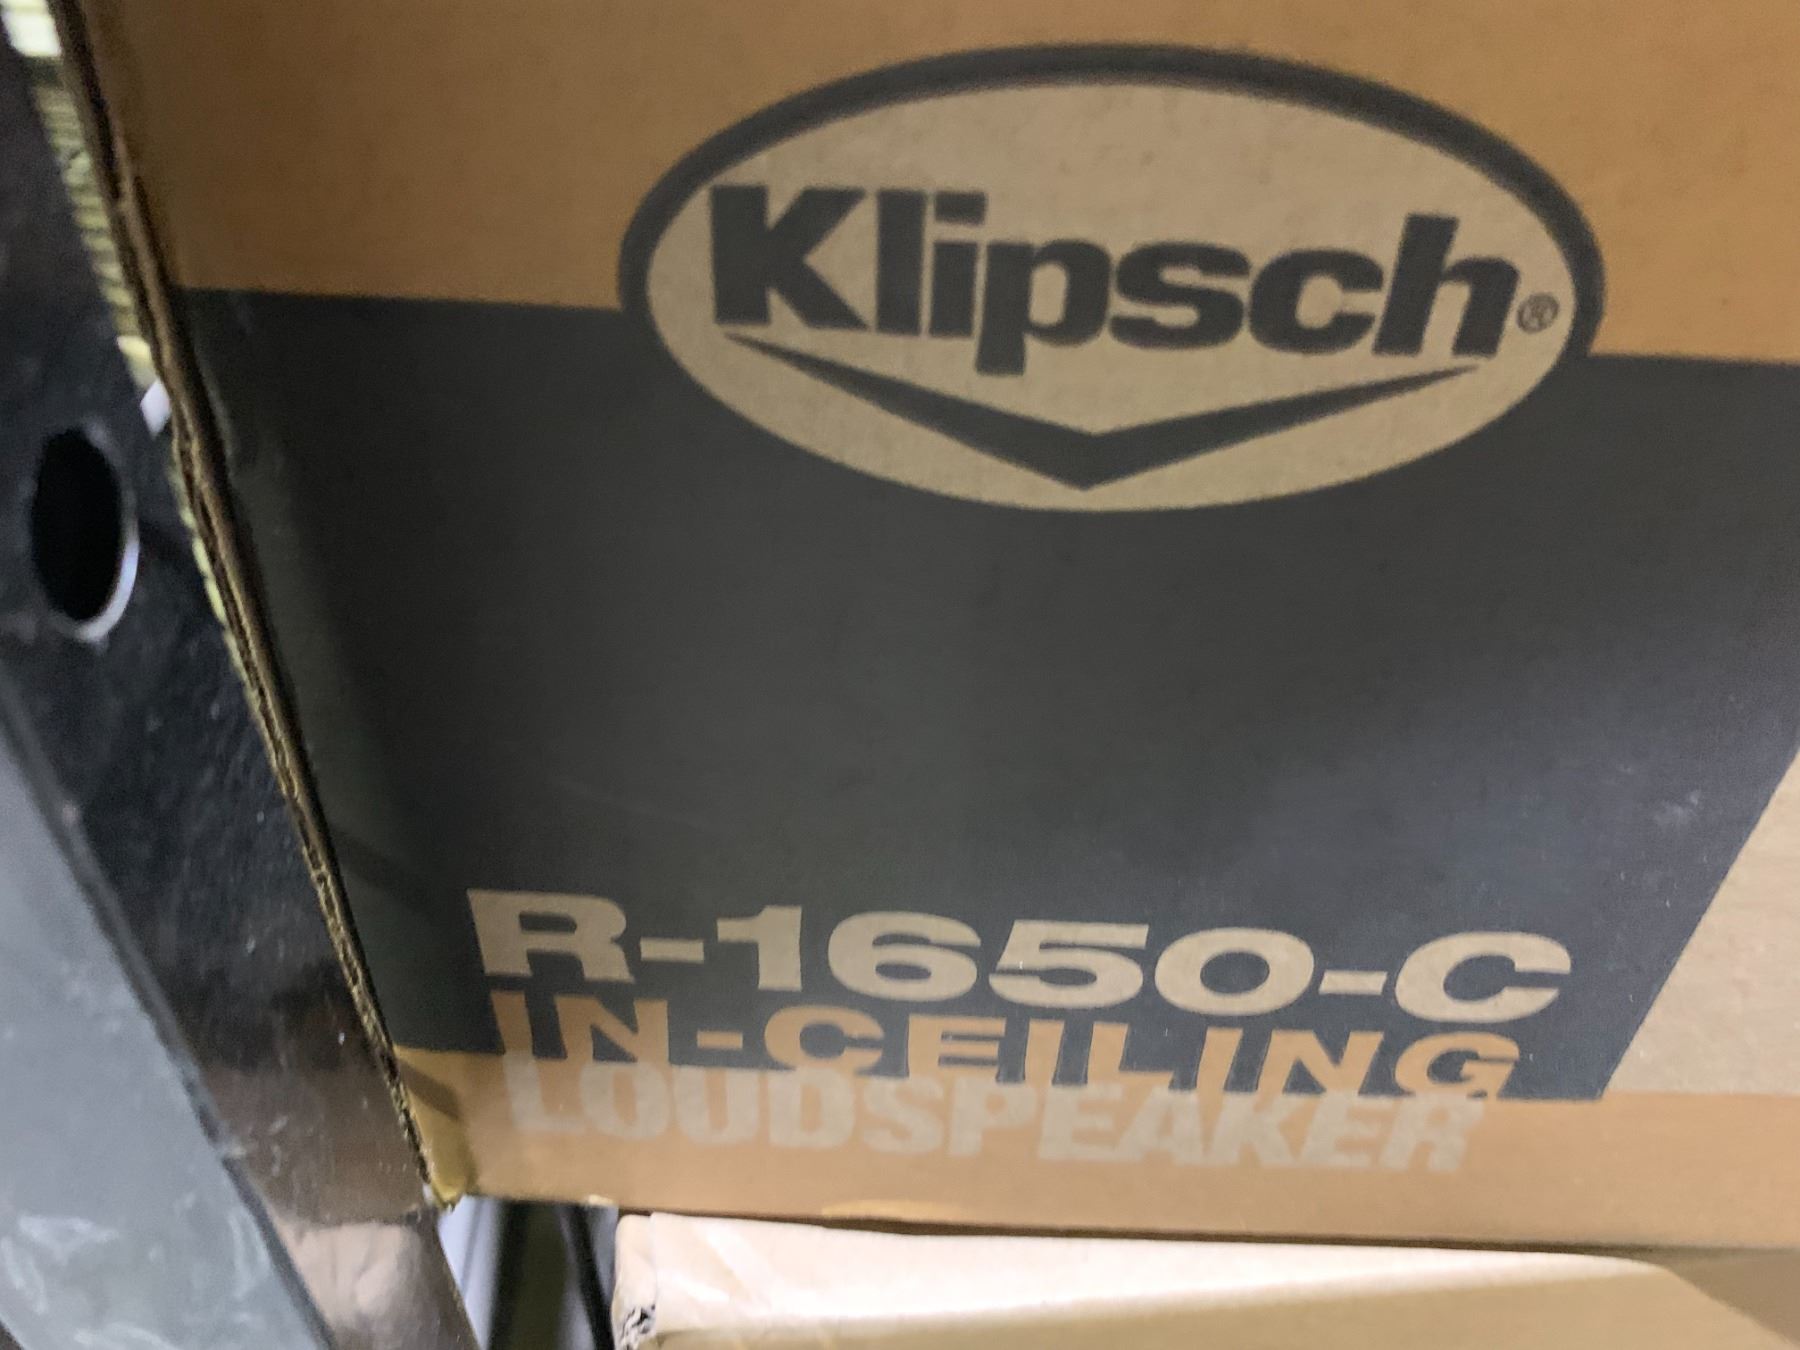 Klipsch®
R-1650-C
IN-CEILING
LOUDSPEAKER